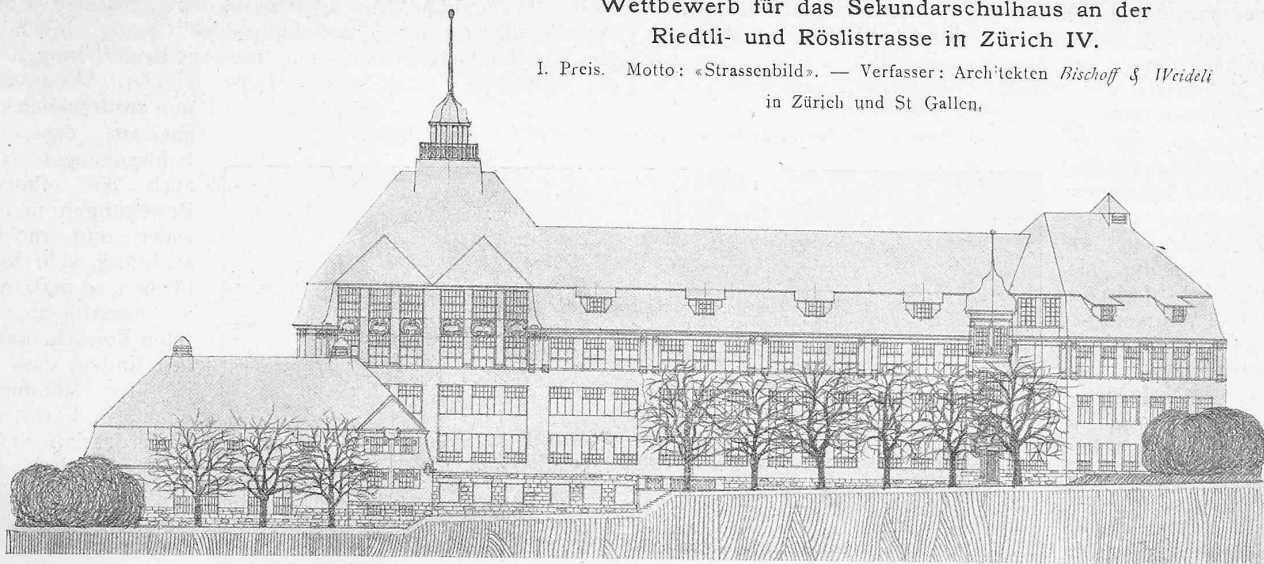 Wettbewerb für das Sekundarschulhaus an der
Riedtli- und Röslistrasse in Zürich IV.
I. Preis. Motto: «Strassenbild». — Verfasser: Architekten Bischoff & Weideli
in Zürich und St Gallen,